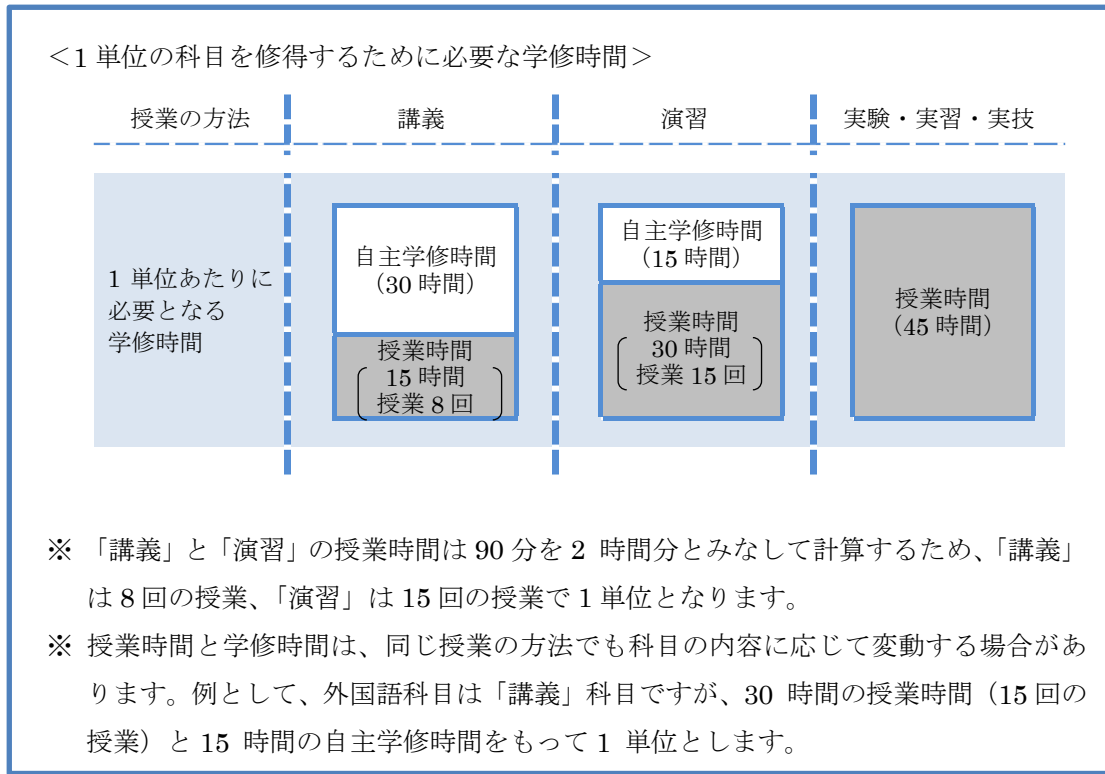 ＜1 単位の科目を修得するために必要な学修時間＞
授業の方法
講義
演習
実験・実習・実技
1 単位あたりに
必要となる
学修時間
自主学修時間
（30 時間）
授業時間
15 時間
授業 8 回
自主学修時間
（15 時間）
授業時間
30 時間
授業 15 回
授業時間
（45 時間）
※ 「講義」と「演習」の授業時間は 90 分を 2 時間分とみなして計算するため、「講義」
は 8 回の授業、「演習」は 15 回の授業で 1 単位となります。
※ 授業時間と学修時間は、同じ授業の方法でも科目の内容に応じて変動する場合があ
ります。例として、外国語科目は「講義」科目ですが、30 時間の授業時間（15 回の
授業）と 15 時間の自主学修時間をもって 1 単位とします。